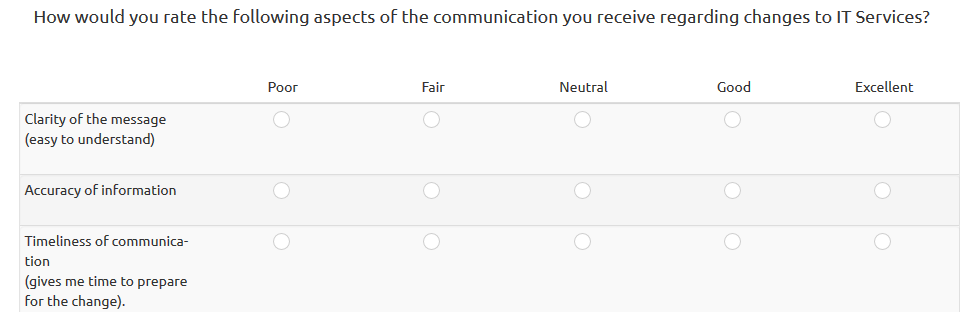 How would you rate the following aspects of the communication you receive regarding changes to IT Services?
Poor Fair Neutral Good Excellent
Clarity of the message
(easy to understand)
Accuracy of information
Timeliness of communica-
tion
(gives me time to prepare
for the change).